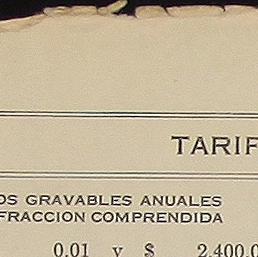 TARIF
OS GRAVABLES ANUALES
FRACCION COMPRENDIDA
0.01 y $ 2,400.0